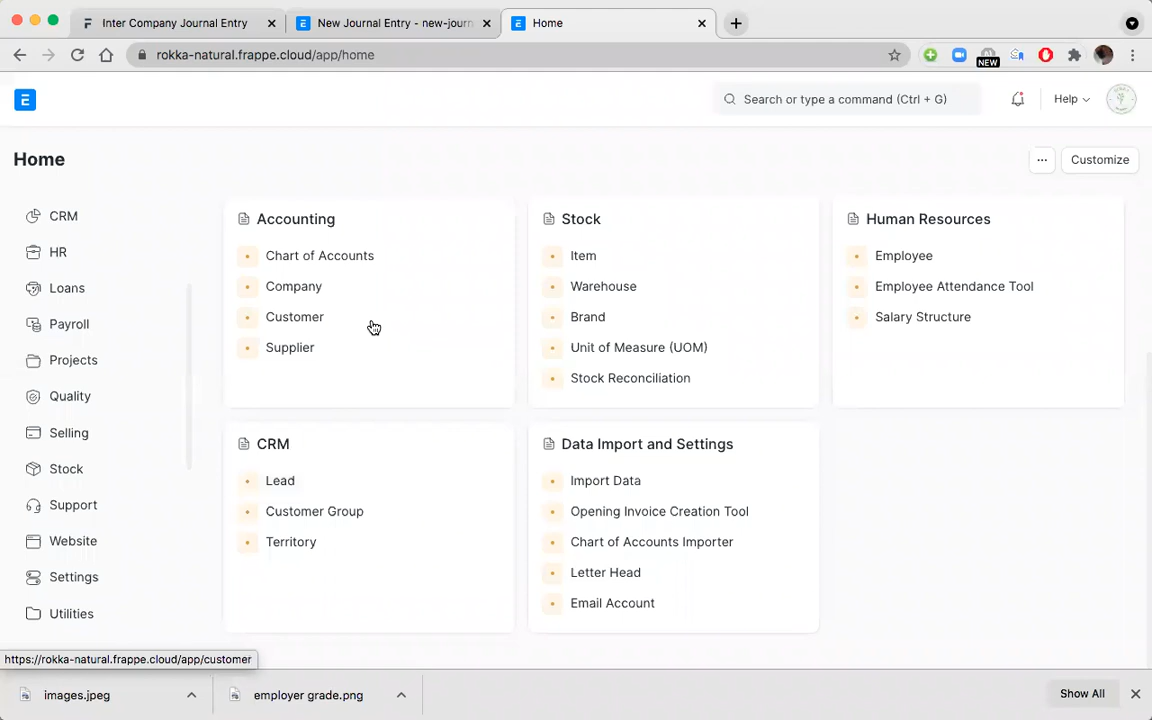 Inter Company Journal Entry
New Journal Entry - new-journ
Home
rokka-natural.frappe.cloud/app/home
NEW
E
Search or type a command (Ctrl + G)
Help
Home
Customize
CRM
HR
Loans
Payroll
Projects
Quality
Selling
Stock
Support
Website
Settings
Utilities
Accounting
Chart of Accounts
Company
Customer
Supplier
Stock
Item
Warehouse
Brand
Unit of Measure (UOM)
Stock Reconciliation
Human Resources
Employee
Employee Attendance Tool
Salary Structure
CRM
Lead
Customer Group
Territory
Data Import and Settings
Import Data
Opening Invoice Creation Tool
Chart of Accounts Importer
Letter Head
Email Account
https://rokka-natural.frappe.cloud/app/customer
images.jpeg
employer grade.png
Show All